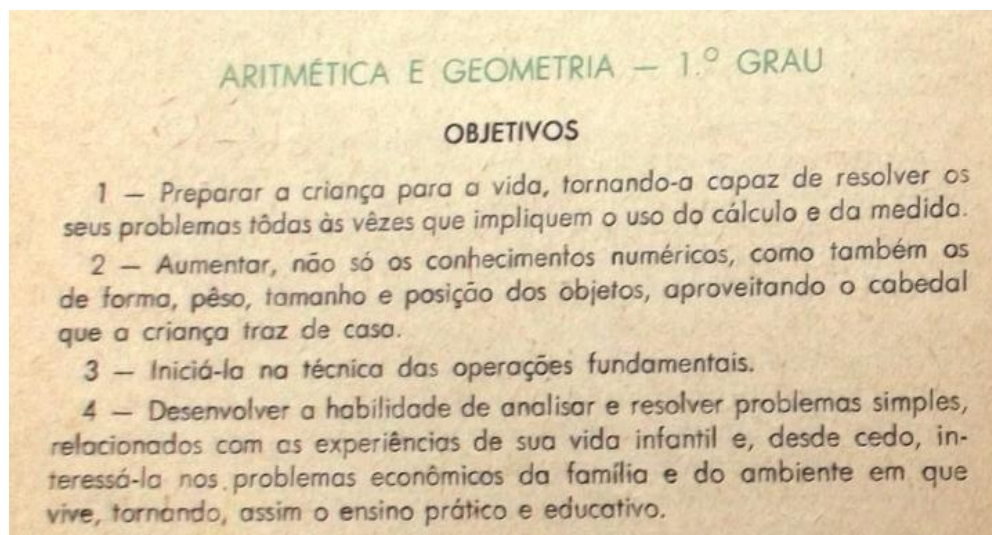 ARITMÉTICA E GEOMETRIA — 1.º GRAU
OBJETIVOS
1 — Preparar a criança para a vida, tornando-a capaz de resolver os
seus problemas tôdas às vêzes que impliquem o uso do cálculo e da medida.
2 — Aumentar, não só os conhecimentos numéricos, como também os
de forma, pêso, tamanho e posição dos objetos, aproveitando o cabedal
que a criança traz de casa.
3 — Iniciá-la na técnica das operações fundamentais.
4 — Desenvolver a habilidade de analisar e resolver problemas simples,
relacionados com as experiências de sua vida infantil e, desde cedo, in-
teressá-la nos problemas econômicos da família e do ambiente em que
vive, tornando, assim o ensino prático e educativo.